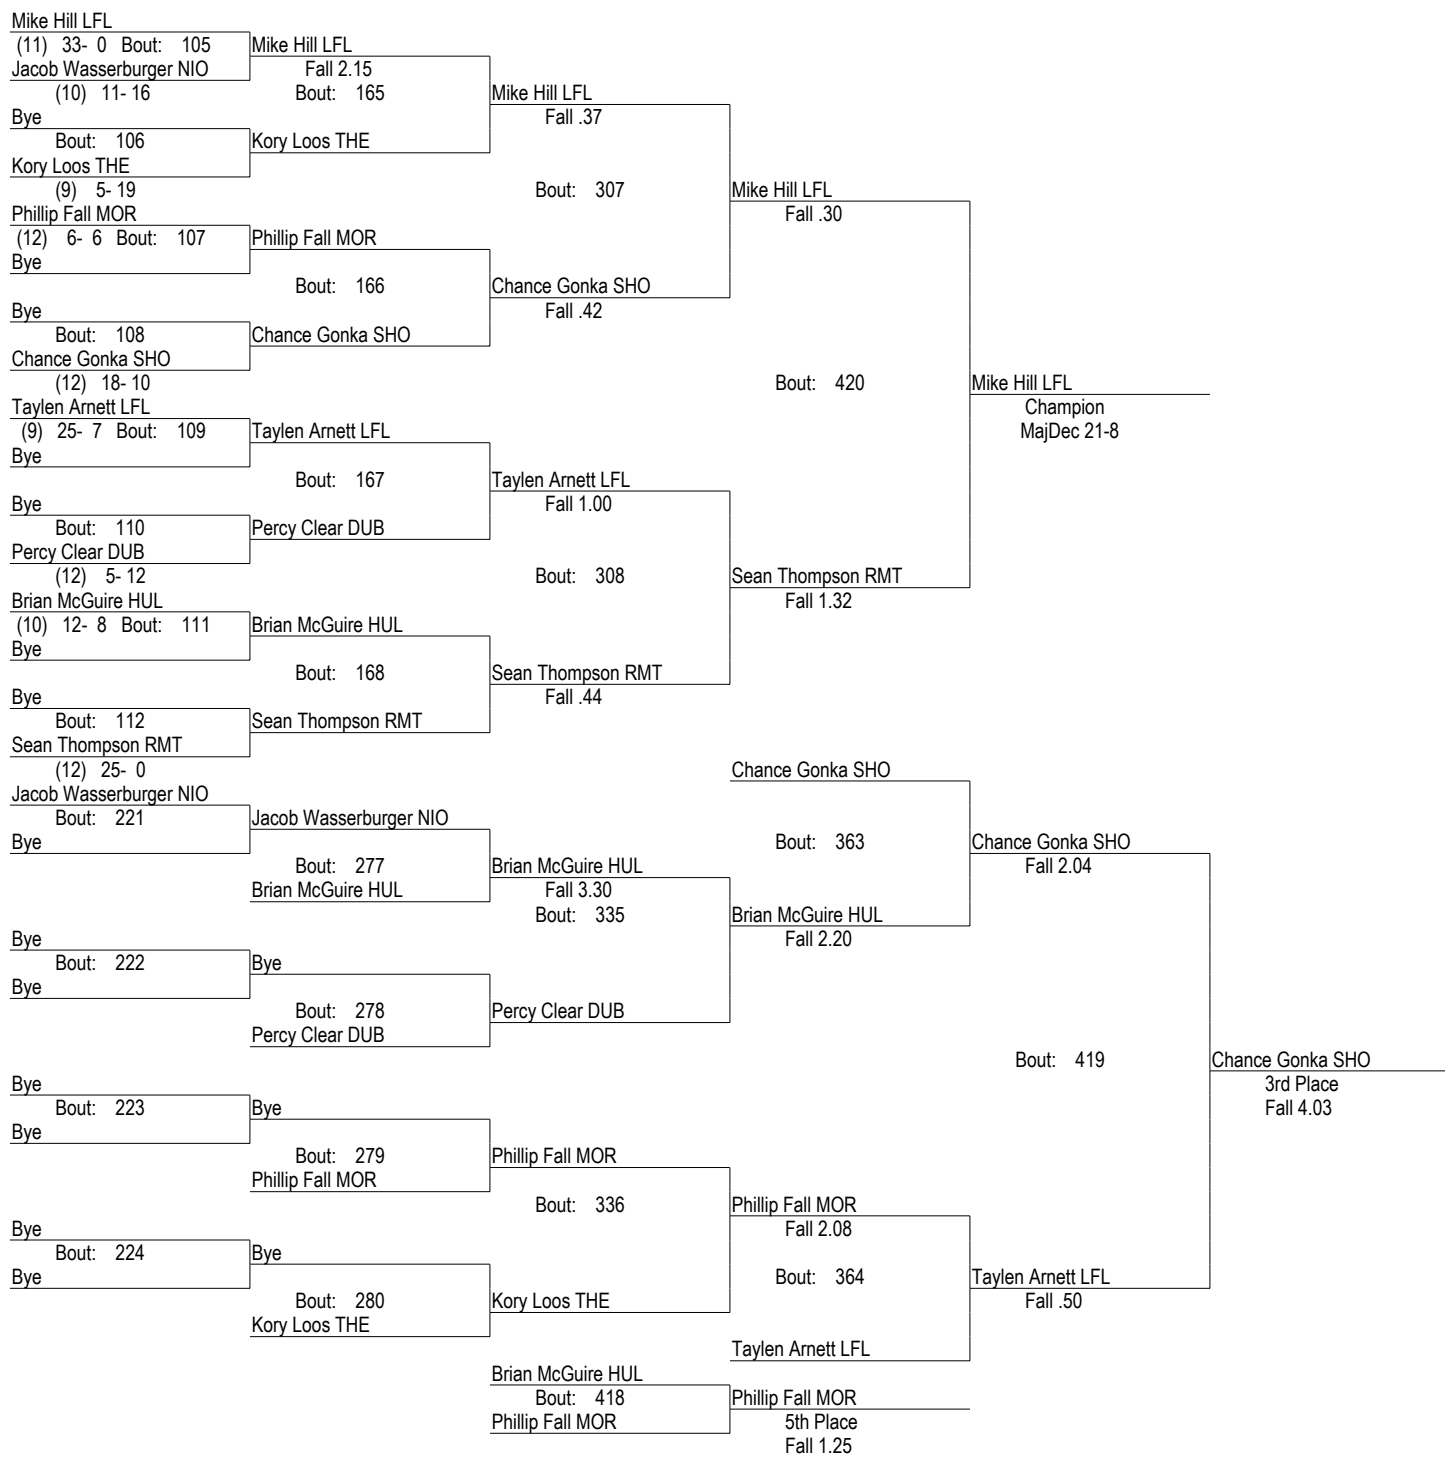 Mike Hill LFL
(11) 33- 0 Bout: 105 Mike Hill LFL
Jacob Wasserburger NIO Fall 2.15
(10) 11- 16 Bout: 165 Mike Hill LFL
Bye Fall .37
Bout: 106 Kory Loos THE
Kory Loos THE
(9) 5- 19 Bout: 307 Mike Hill LFL
Phillip Fall MOR Fall .30
(12) 6- 6 Bout: 107 Phillip Fall MOR
Bye
Bout: 166 Chance Gonka SHO
Bye Fall .42
Bout: 108 Chance Gonka SHO
Chance Gonka SHO
(12) 18- 10 Bout: 420 Mike Hill LFL
Taylen Arnett LFL Champion
(9) 25- 7 Bout: 109 Taylen Arnett LFL MajDec 21-8
Bye
Bout: 167 Taylen Arnett LFL
Bye Fall 1.00
Bout: 110 Percy Clear DUB
Percy Clear DUB
(12) 5- 12 Bout: 308 Sean Thompson RMT
Brian McGuire HUL Fall 1.32
(10) 12- 8 Bout: 111 Brian McGuire HUL
Bye
Bout: 168 Sean Thompson RMT
Bye Fall .44
Bout: 112 Sean Thompson RMT
Sean Thompson RMT
(12) 25- 0 Chance Gonka SHO
Jacob Wasserburger NIO
Bout: 221 Jacob Wasserburger NIO
Bye Bout: 363 Chance Gonka SHO
Bout: 277 Brian McGuire HUL Fall 2.04
Brian McGuire HUL Fall 3.30
Bout: 335 Brian McGuire HUL
Bye Fall 2.20
Bout: 222 Bye
Bye
Bout: 278 Percy Clear DUB
Percy Clear DUB
Bout: 419 Chance Gonka SHO
Bye 3rd Place
Bout: 223 Bye Fall 4.03
Bye
Bout: 279 Phillip Fall MOR
Phillip Fall MOR
Bout: 336 Phillip Fall MOR
Bye Fall 2.08
Bout: 224 Bye
Bye Bout: 364 Taylen Arnett LFL
Bout: 280 Kory Loos THE Fall .50
Kory Loos THE
Taylen Arnett LFL
Brian McGuire HUL
Bout: 418 Phillip Fall MOR
Phillip Fall MOR 5th Place
Fall 1.25